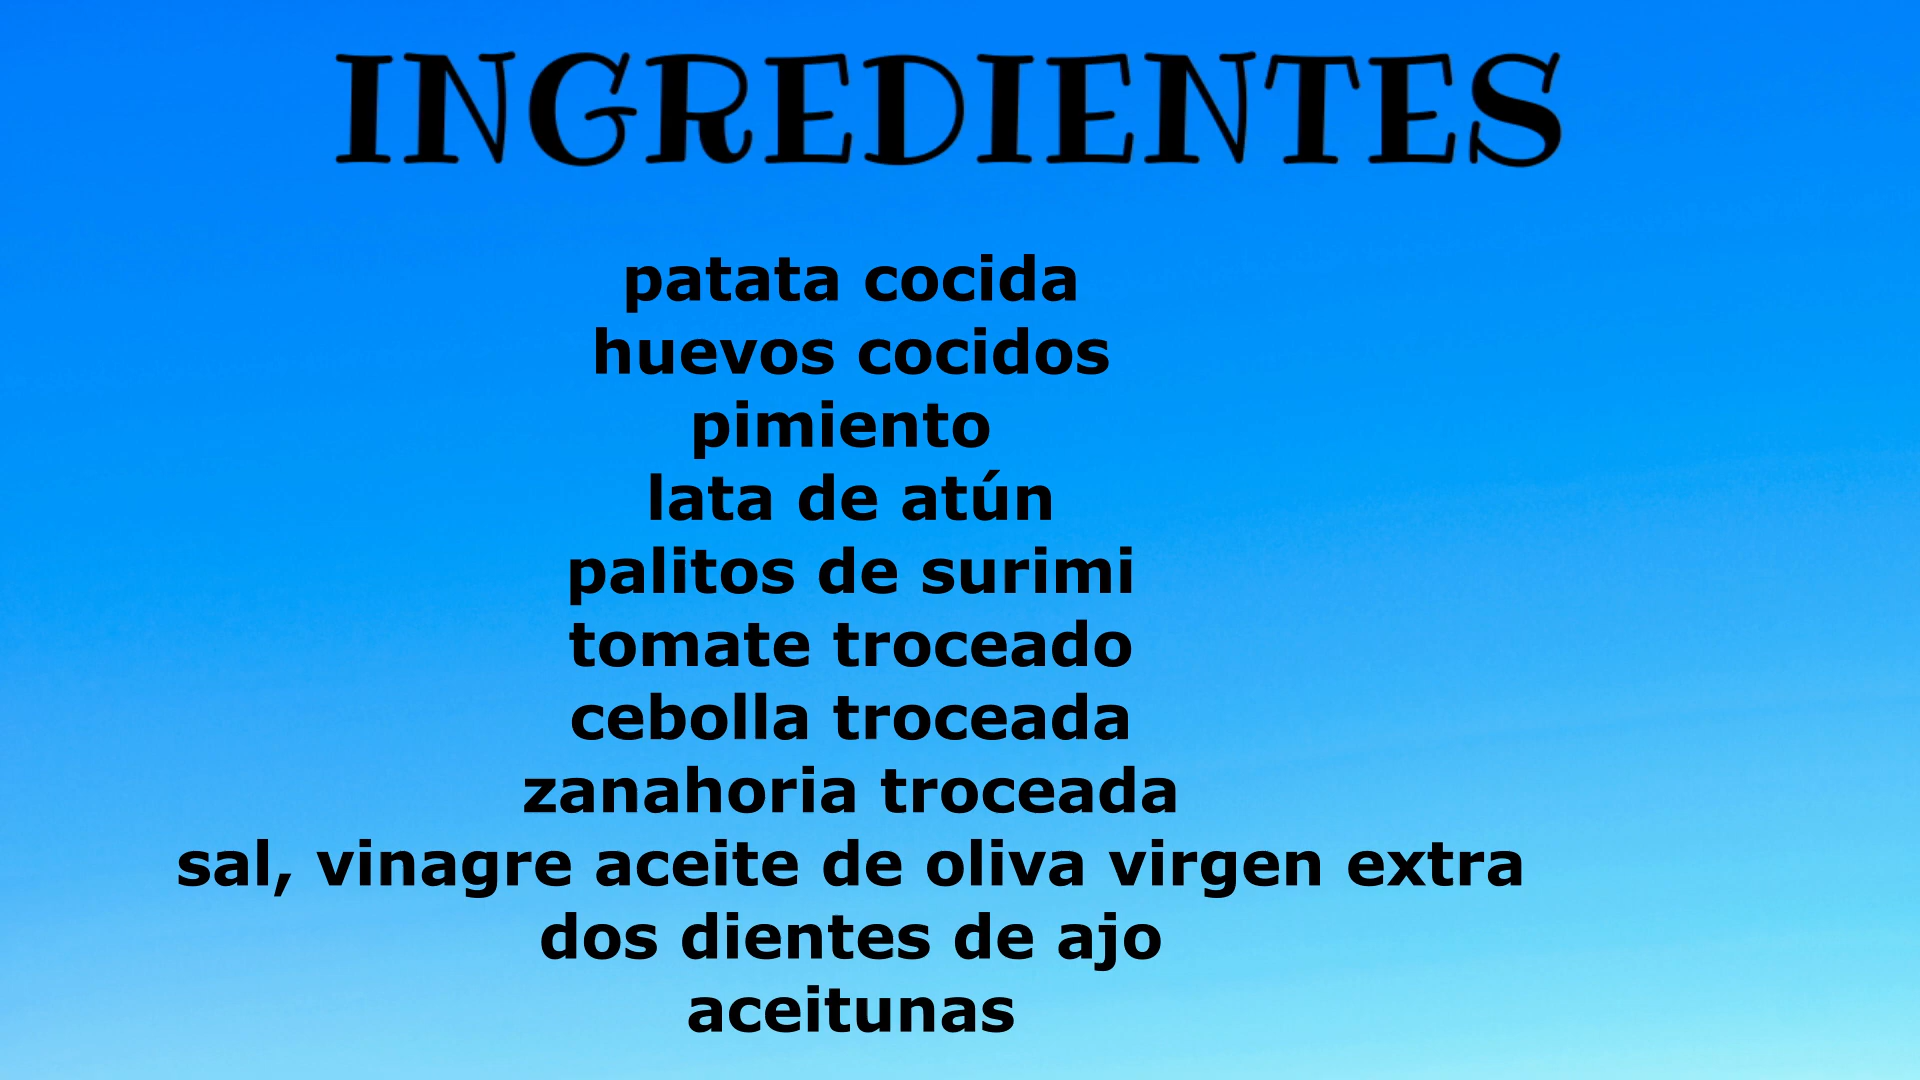 INGREDIENTES
patata cocida
huevos cocidos
pimiento
lata de atún
palitos de surimi
tomate troceado
cebolla troceada
zanahoria troceada
sal, vinagre aceite de oliva virgen extra
dos dientes de ajo
aceitunas